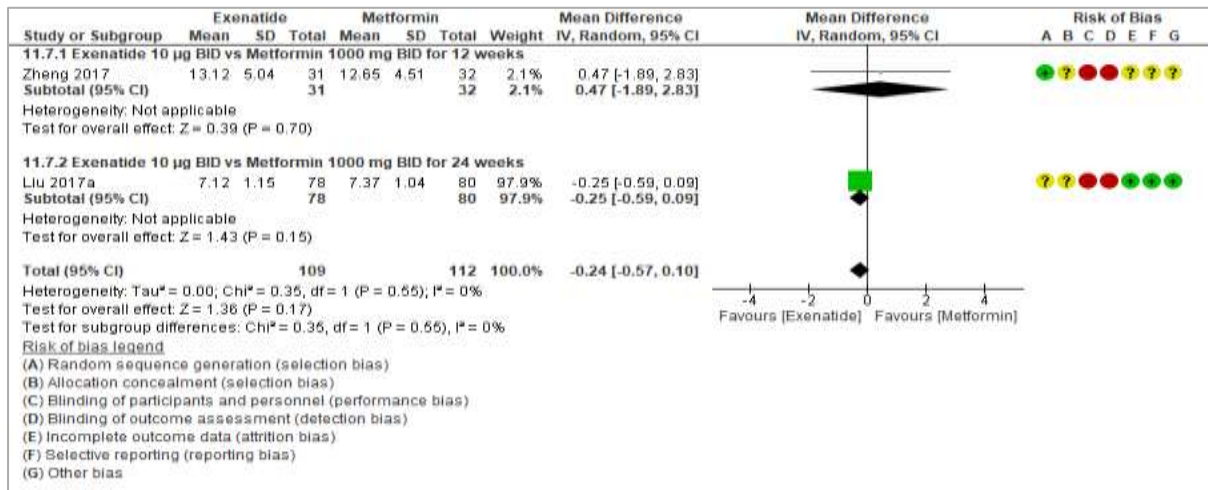 Exenatide Metformin Mean Difference Mean Difference Risk of Bias
Study or Subgroup Mean SD Total Mean SD Total Weight IV, Random, 95% CI IV, Random, 95% CI A B C D E F G
11.7.1 Exenatide 10 µg BID vs Metformin 1000 mg BID for 12 weeks
Zheng 2017 13.12 5.04 31 12.65 4.51 32 2.1% 0.47 [-1.89, 2.83] + ? ? ? ?
Subtotal (95% CI) 31 32 2.1% 0.47 [-1.89, 2.83]
Heterogeneity: Not applicable
Test for overall effect: Z = 0.39 (P = 0.70)
11.7.2 Exenatide 10 µg BID vs Metformin 1000 mg BID for 24 weeks
Liu 2017a 7.12 1.15 78 7.37 1.04 80 97.9% -0.25 [-0.59, 0.09] ? ? + + +
Subtotal (95% CI) 78 80 97.9% -0.25 [-0.59, 0.09]
Heterogeneity: Not applicable
Test for overall effect: Z = 1.43 (P = 0.15)
Total (95% CI) 109 112 100.0% -0.24 [-0.57, 0.10]
Heterogeneity: Tau² = 0.00; Chi² = 0.35, df = 1 (P = 0.55); I² = 0%
Test for overall effect: Z = 1.36 (P = 0.17)
Test for subgroup differences: Chi² = 0.35, df = 1 (P = 0.55), I² = 0%
-4 -2 0 2 4
Favours [Exenatide] Favours [Metformin]
Risk of bias legend
(A) Random sequence generation (selection bias)
(B) Allocation concealment (selection bias)
(C) Blinding of participants and personnel (performance bias)
(D) Blinding of outcome assessment (detection bias)
(E) Incomplete outcome data (attrition bias)
(F) Selective reporting (reporting bias)
(G) Other bias